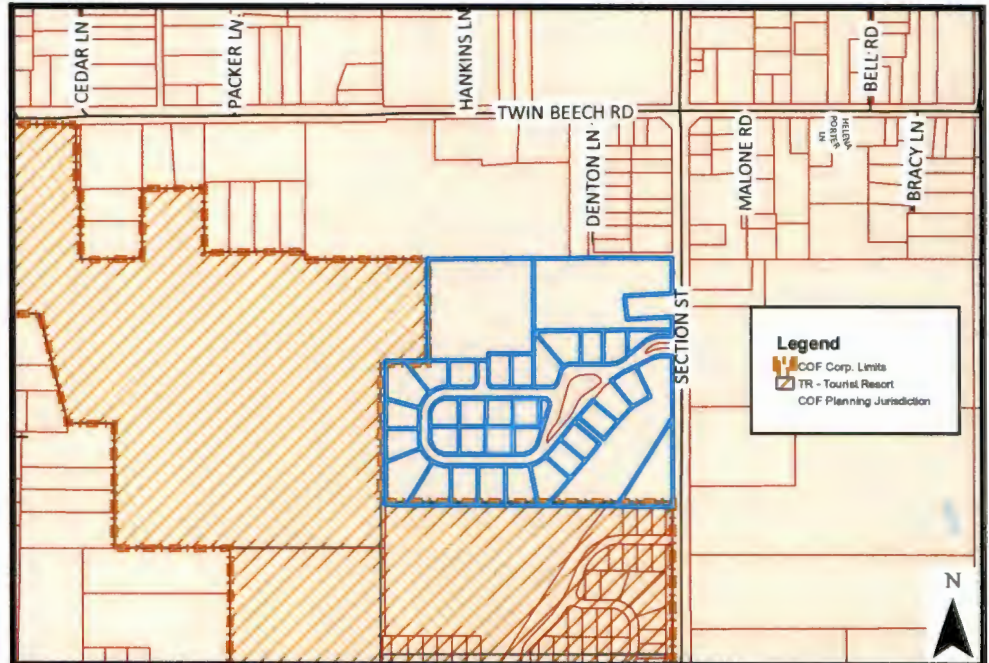 CEDAR LN
PACKER LN
HANKINS LN
BELL RD
TWIN BEECH RD
DENTON LN
MALONE RD
HELENA
PORTER
LN
BRACY LN
SECTION ST
Legend
COF Corp. Limits
TR - Tourist Resort
COF Planning Jurisdiction
N